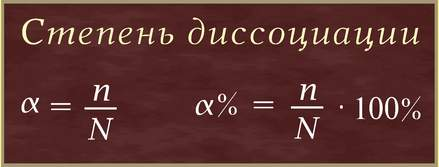 Степень диссоциации
α = n/N α% = n/N · 100%